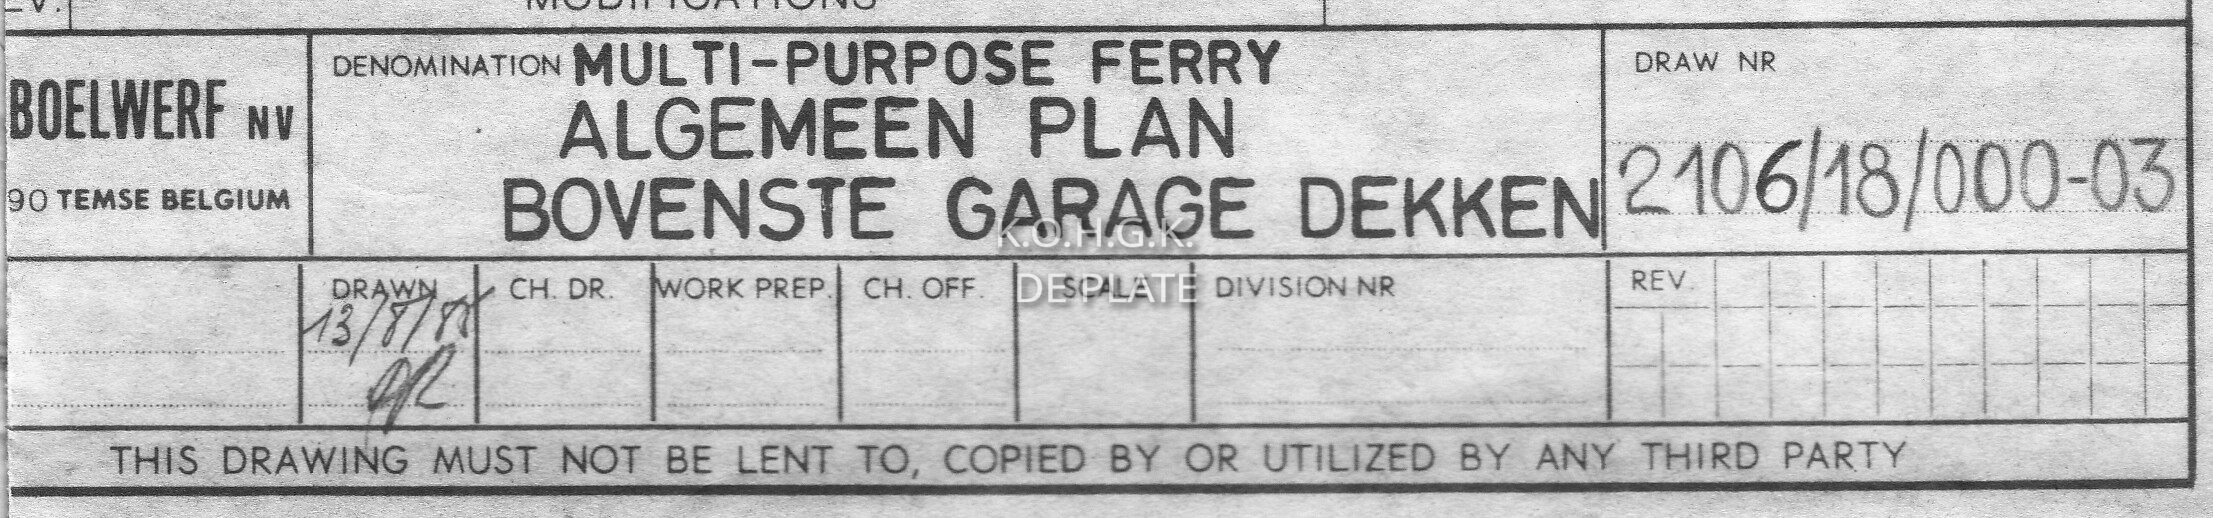 MODIFICATIONS
BOELWERF NV
90 TEMSE BELGIUM
DENOMINATION MULTI-PURPOSE FERRY
ALGEMEEN PLAN
BOVENSTE GARAGE DEKKEN
DRAW NR
2106/18/000-03
K.O.H.G.K.
DE PLATE
DRAWN
13/8/
CH. DR.
WORK PREP.
CH. OFF.
SCALE
DIVISION NR
REV.
THIS DRAWING MUST NOT BE LENT TO, COPIED BY OR UTILIZED BY ANY THIRD PARTY